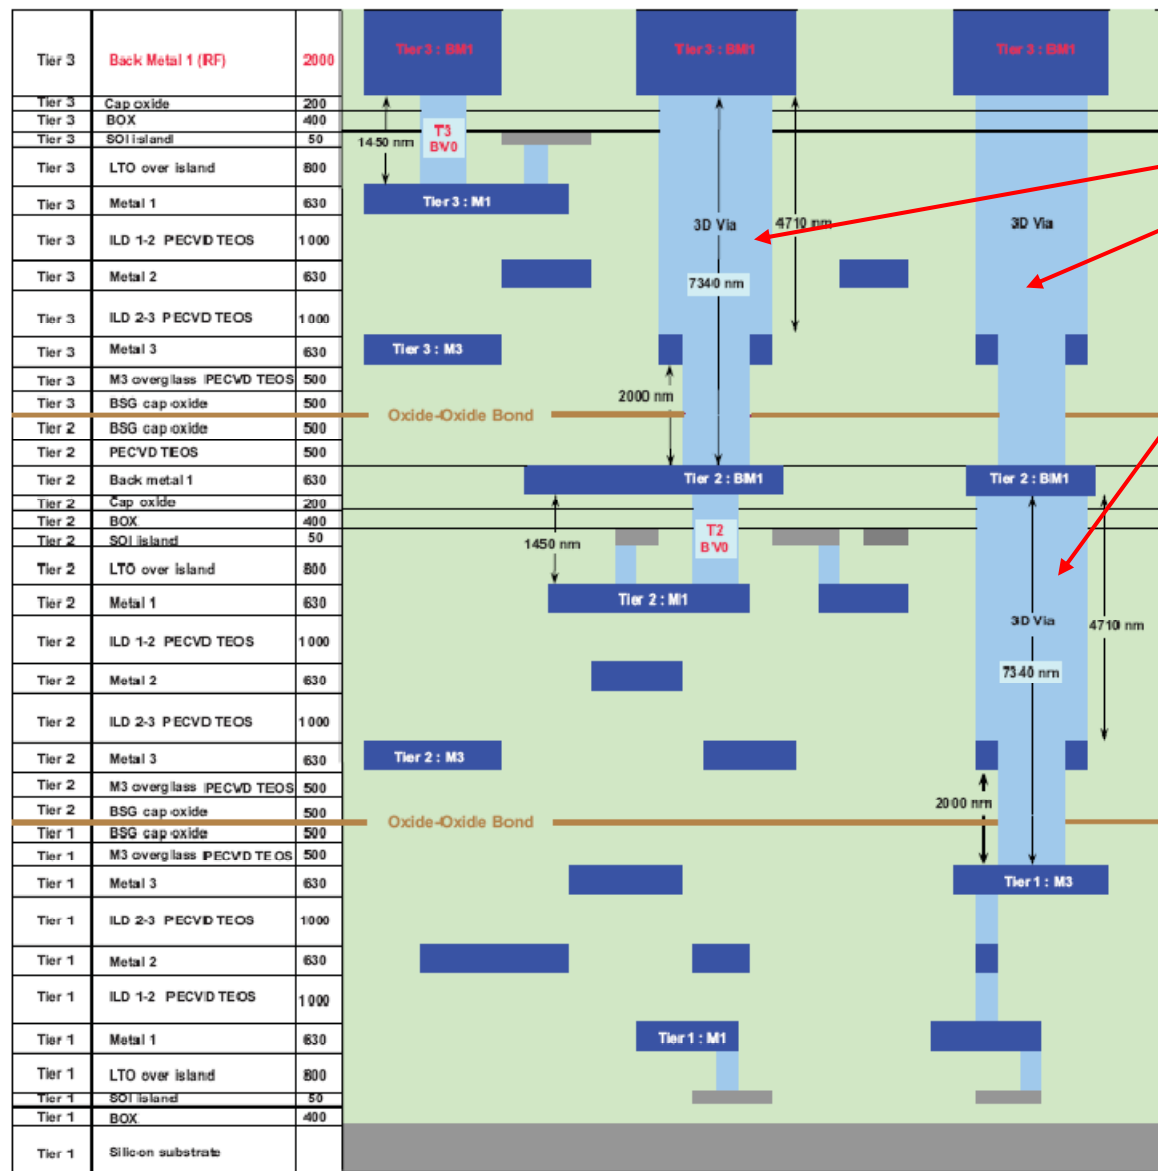 Tier 3 Back Metal 1 (RF) 2000
Tier 3 Cap oxide 200
Tier 3 BOX 400
Tier 3 SOI island 50
Tier 3 LTO over island 800
Tier 3 Metal 1 630
Tier 3 ILD 1-2 PECVD TEOS 1000
Tier 3 Metal 2 630
Tier 3 ILD 2-3 PECVD TEOS 1000
Tier 3 Metal 3 630
Tier 3 M3 overglass PECVD TEOS 500
Tier 3 BSG cap oxide 500
Tier 2 BSG cap oxide 500
Tier 2 PECVD TEOS 500
Tier 2 Back metal 1 630
Tier 2 Cap oxide 200
Tier 2 BOX 400
Tier 2 SOI island 50
Tier 2 LTO over island 800
Tier 2 Metal 1 630
Tier 2 ILD 1-2 PECVD TEOS 1000
Tier 2 Metal 2 630
Tier 2 ILD 2-3 PECVD TEOS 1000
Tier 2 Metal 3 630
Tier 2 M3 overglass PECVD TEOS 500
Tier 2 BSG cap oxide 500
Tier 1 BSG cap oxide 500
Tier 1 M3 overglass PECVD TEOS 500
Tier 1 Metal 3 630
Tier 1 ILD 2-3 PECVD TEOS 1000
Tier 1 Metal 2 630
Tier 1 ILD 1-2 PECVD TEOS 1000
Tier 1 Metal 1 630
Tier 1 LTO over island 800
Tier 1 SOI island 50
Tier 1 BOX 400
Tier 1 Silicon substrate
Tier 3 : BM1
Tier 3 : BM1
Tier 3 : BM1
1450 nm
T3
BV0
Tier 3 : M1
3D Via
4710 nm
3D Via
7340 nm
Tier 3 : M3
2000 nm
Oxide-Oxide Bond
Tier 2 : BM1
Tier 2 : BM1
1450 nm
T2
BV0
Tier 2 : M1
3D Via
4710 nm
7340 nm
Tier 2 : M3
2000 nm
Oxide-Oxide Bond
Tier 1 : M3
Tier 1 : M1